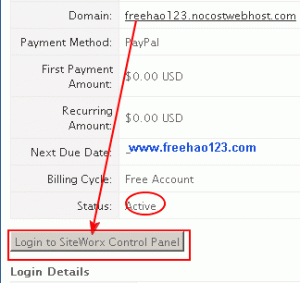 Domain: freehao123.nocostwebhost.com
Payment Method: PayPal
First Payment $0.00 USD
Amount:
Recurring $0.00 USD
Amount:
Next Due Date: _www.freehao123.com
Billing Cycle: Free Account
Status: Active
Login to SiteWorx Control Panel
Login Details